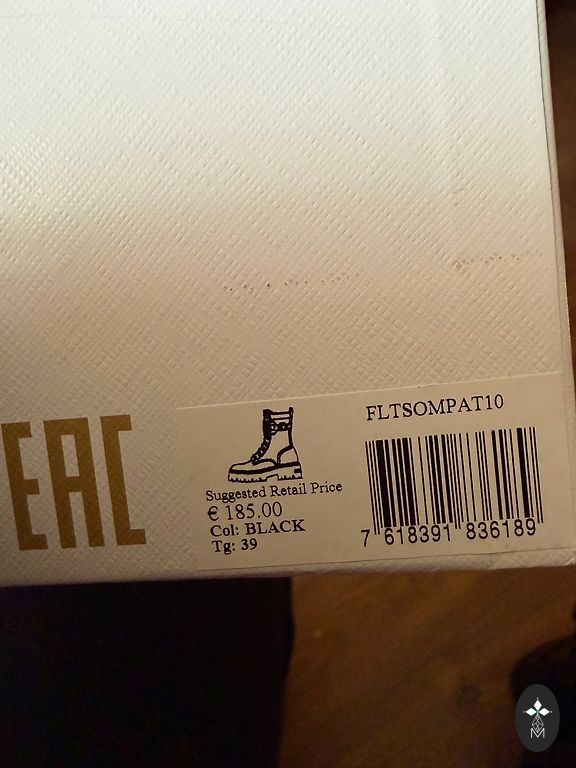 EAC
FLTSOMPAT10
Suggested Retail Price
€ 185.00
Col: BLACK
Tg: 39
7 618391 836189
M